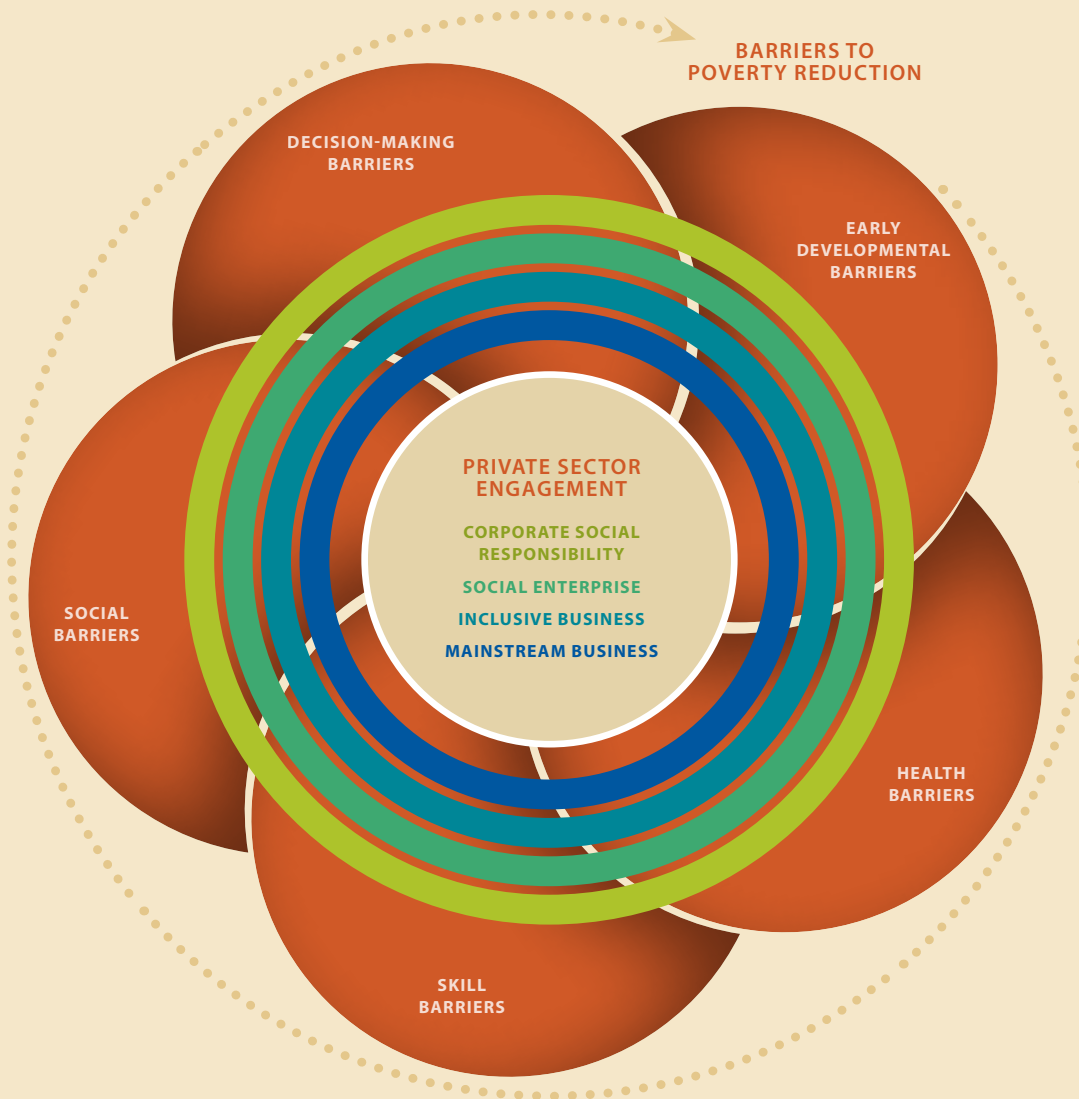 BARRIERS TO
POVERTY REDUCTION
DECISION-MAKING
BARRIERS
EARLY
DEVELOPMENTAL
BARRIERS
PRIVATE SECTOR
ENGAGEMENT
CORPORATE SOCIAL
RESPONSIBILITY
SOCIAL ENTERPRISE
INCLUSIVE BUSINESS
MAINSTREAM BUSINESS
SOCIAL
BARRIERS
HEALTH
BARRIERS
SKILL
BARRIERS